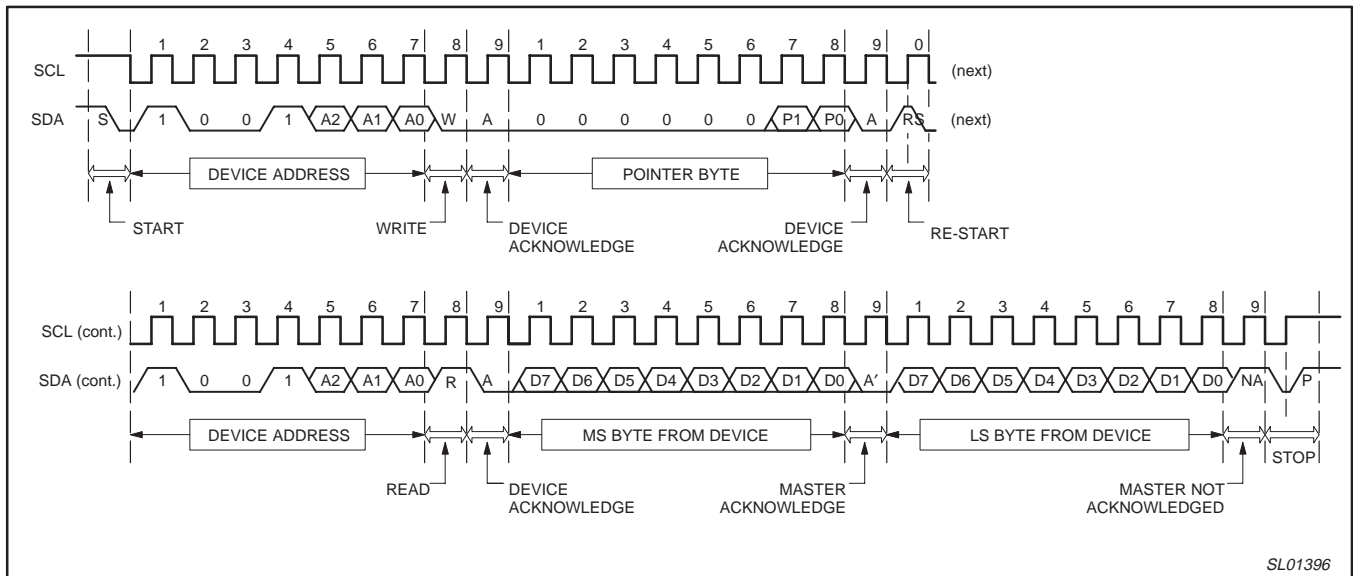 1 2 3 4 5 6 7 8 9 1 2 3 4 5 6 7 8 9 0
SCL (next)
SDA S 1 0 0 1 A2 A1 A0 W A 0 0 0 0 0 0 P1 P0 A RS (next)
DEVICE ADDRESS POINTER BYTE
START WRITE DEVICE ACKNOWLEDGE DEVICE ACKNOWLEDGE RE-START
1 2 3 4 5 6 7 8 9 1 2 3 4 5 6 7 8 9 1 2 3 4 5 6 7 8 9
SCL (cont.)
SDA (cont.) 1 0 0 1 A2 A1 A0 R A D7 D6 D5 D4 D3 D2 D1 D0 A′ D7 D6 D5 D4 D3 D2 D1 D0 NA P
DEVICE ADDRESS MS BYTE FROM DEVICE LS BYTE FROM DEVICE
STOP
READ DEVICE ACKNOWLEDGE MASTER ACKNOWLEDGE MASTER NOT ACKNOWLEDGED
SL01396